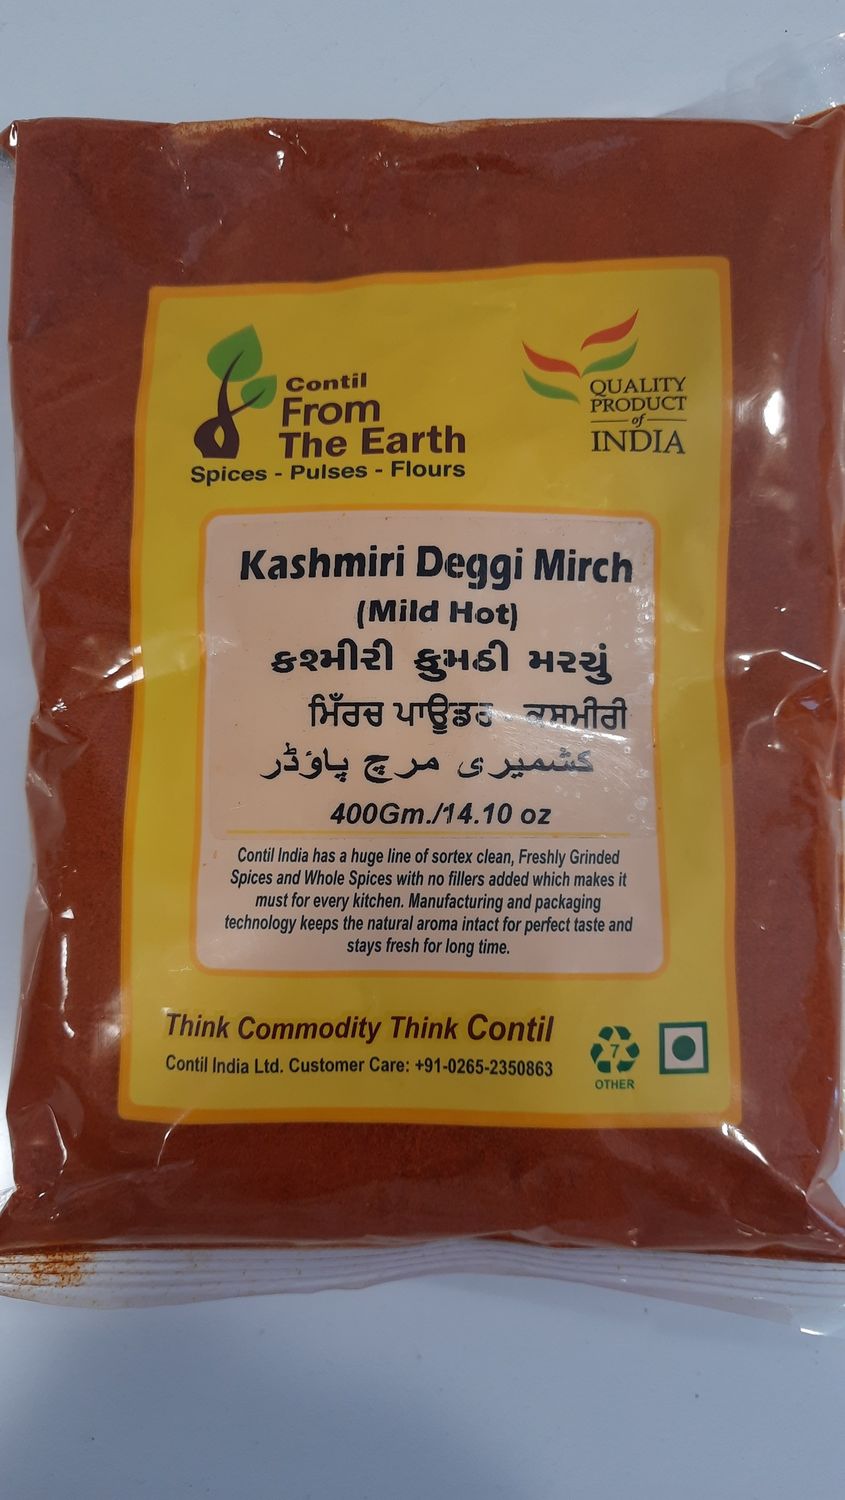 Contil
From
The Earth
Spices - Pulses - Flours
QUALITY
PRODUCT
of
INDIA
Kashmiri Deggi Mirch
(Mild Hot)
કશ્મીરી કુમઠી મરચું
ਮਿੱਰਚ ਪਾਊਡਰ - ਕਸ਼ਮੀਰੀ
کشمیری مرچ پاؤڈر
400Gm./14.10 oz
Contil India has a huge line of sortex clean, Freshly Grinded
Spices and Whole Spices with no fillers added which makes it
must for every kitchen. Manufacturing and packaging
technology keeps the natural aroma intact for perfect taste and
stays fresh for long time.
Think Commodity Think Contil
Contil India Ltd. Customer Care: +91-0265-2350863
7
OTHER